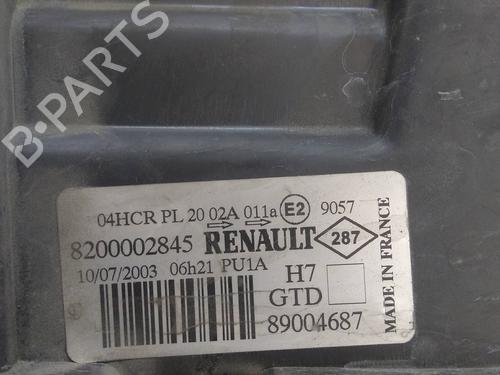 B-PARTS
04HCR PL 20 02A 011a E2 9057
8200002845 RENAULT 287
10/07/2003 06h21 PU1A H7
GTD
89004687
MADE IN FRANCE